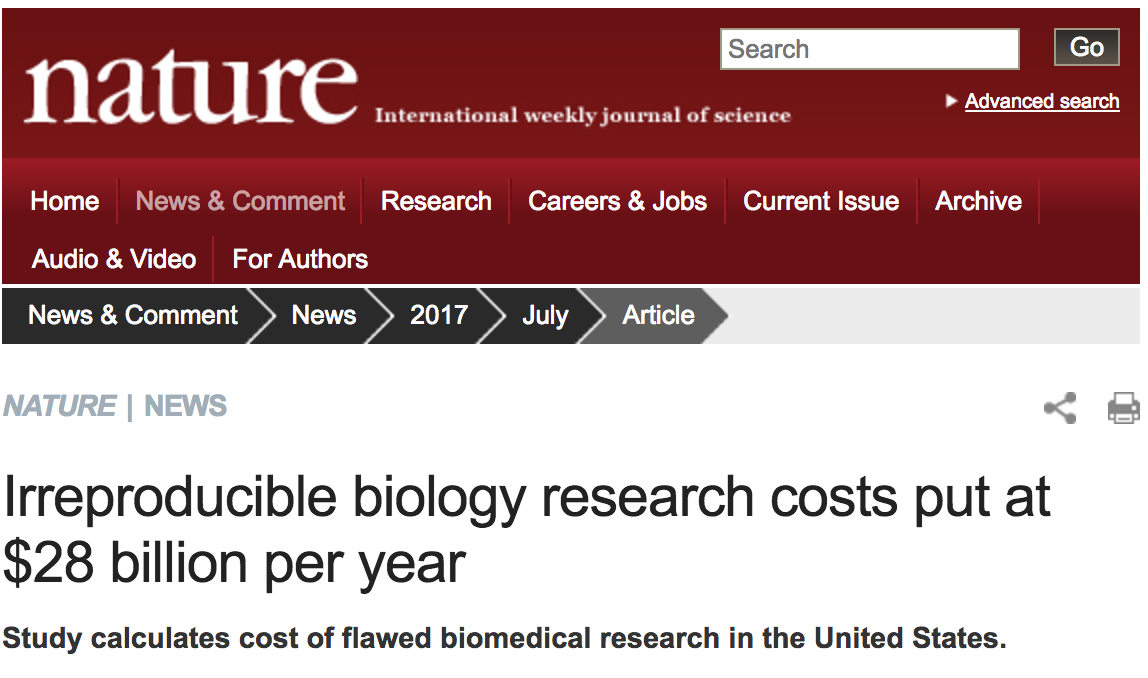 nature International weekly journal of science
Search Go
Advanced search
Home News & Comment Research Careers & Jobs Current Issue Archive
Audio & Video For Authors
News & Comment News 2017 July Article
NATURE | NEWS
Irreproducible biology research costs put at
$28 billion per year
Study calculates cost of flawed biomedical research in the United States.